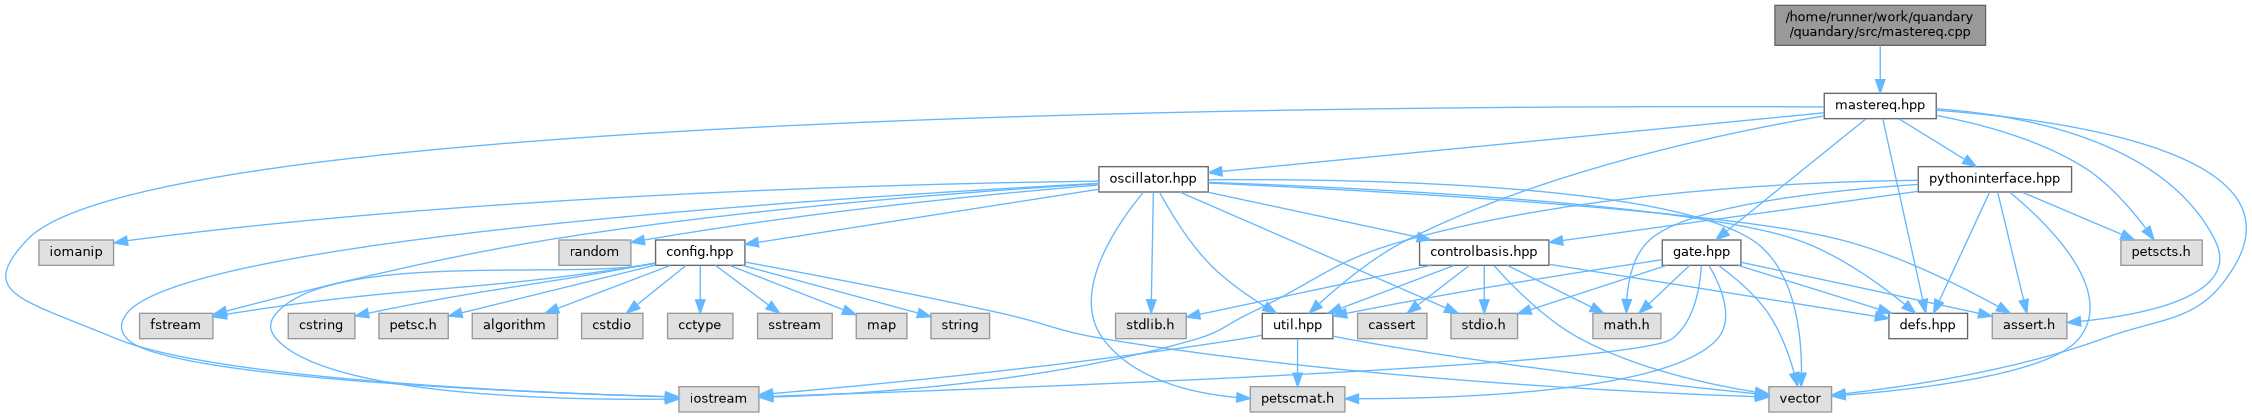 /home/runner/work/quandary
/quandary/src/mastereq.cpp
mastereq.hpp
oscillator.hpp
pythoninterface.hpp
iomanip
random
config.hpp
controlbasis.hpp
gate.hpp
petscts.h
fstream
cstring
petsc.h
algorithm
cstdio
cctype
sstream
map
string
stdlib.h
util.hpp
cassert
stdio.h
math.h
defs.hpp
assert.h
iostream
petscmat.h
vector